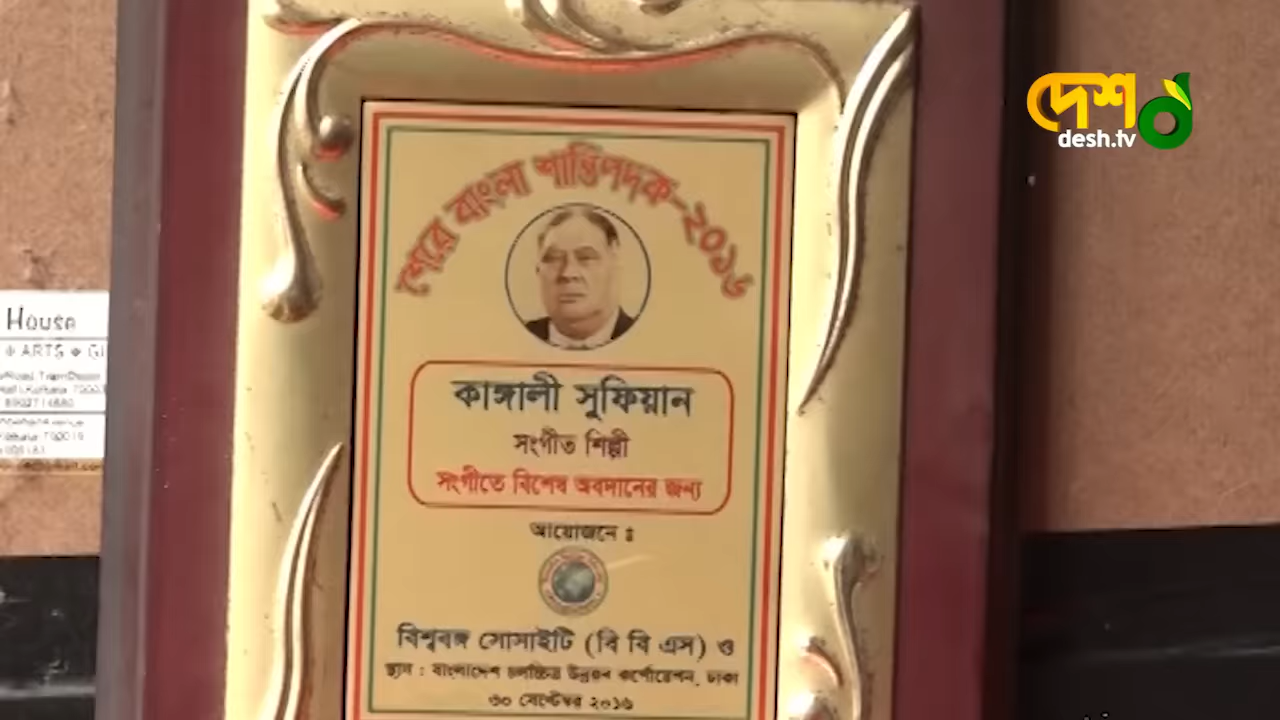 দেশ
desh.tv
শেরে বাংলা শান্তিপদক-২০১৬
House
ARTS
কাঙ্গালী সুফিয়ান
সংগীত শিল্পী
সংগীতে বিশেষ অবদানের জন্য
আয়োজনে ঃ
বিশ্ববঙ্গ সোসাইটি (বি বি এস) ও
স্থান : বাংলাদেশ চলচ্চিত্র উন্নয়ন কর্পোরেশন, ঢাকা
৩০ সেপ্টেম্বর ২০১৬